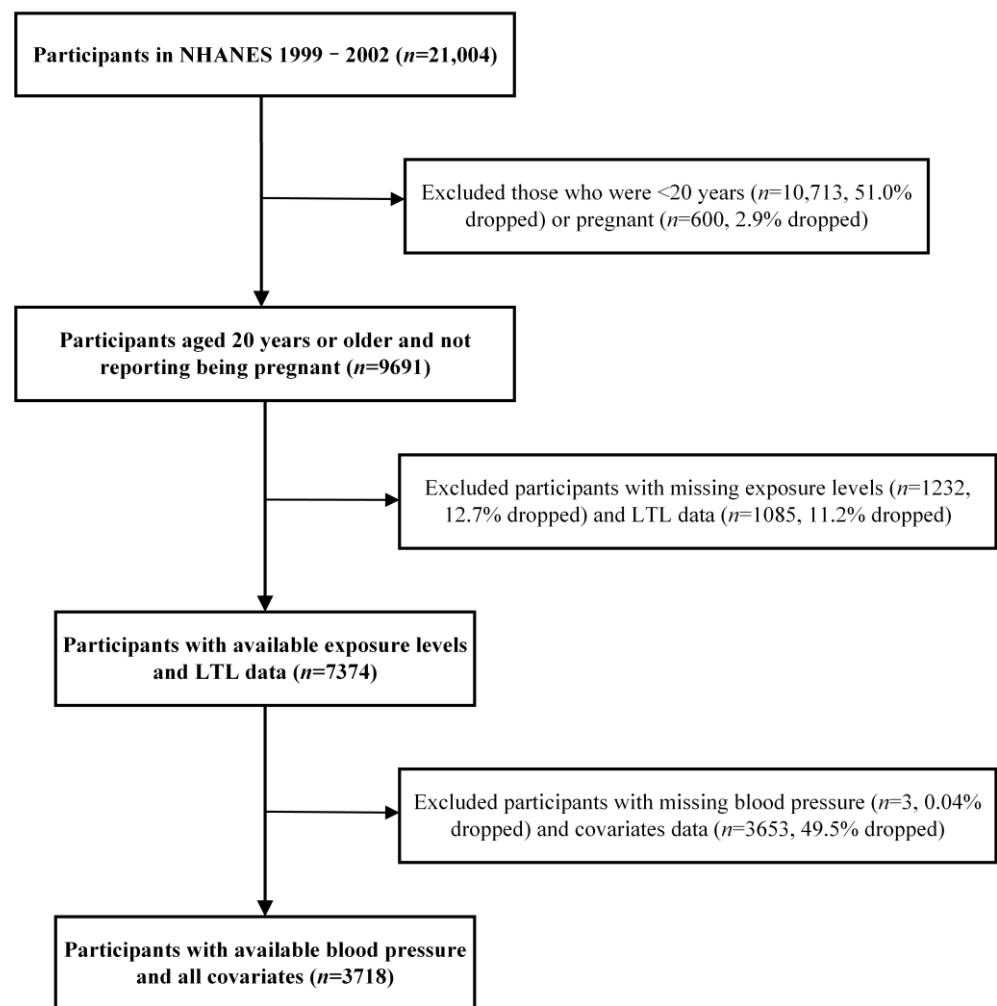 Participants in NHANES 1999－2002 (n=21,004)
Excluded those who were <20 years (n=10,713, 51.0%
dropped) or pregnant (n=600, 2.9% dropped)
Participants aged 20 years or older and not
reporting being pregnant (n=9691)
Excluded participants with missing exposure levels (n=1232,
12.7% dropped) and LTL data (n=1085, 11.2% dropped)
Participants with available exposure levels
and LTL data (n=7374)
Excluded participants with missing blood pressure (n=3, 0.04%
dropped) and covariates data (n=3653, 49.5% dropped)
Participants with available blood pressure
and all covariates (n=3718)